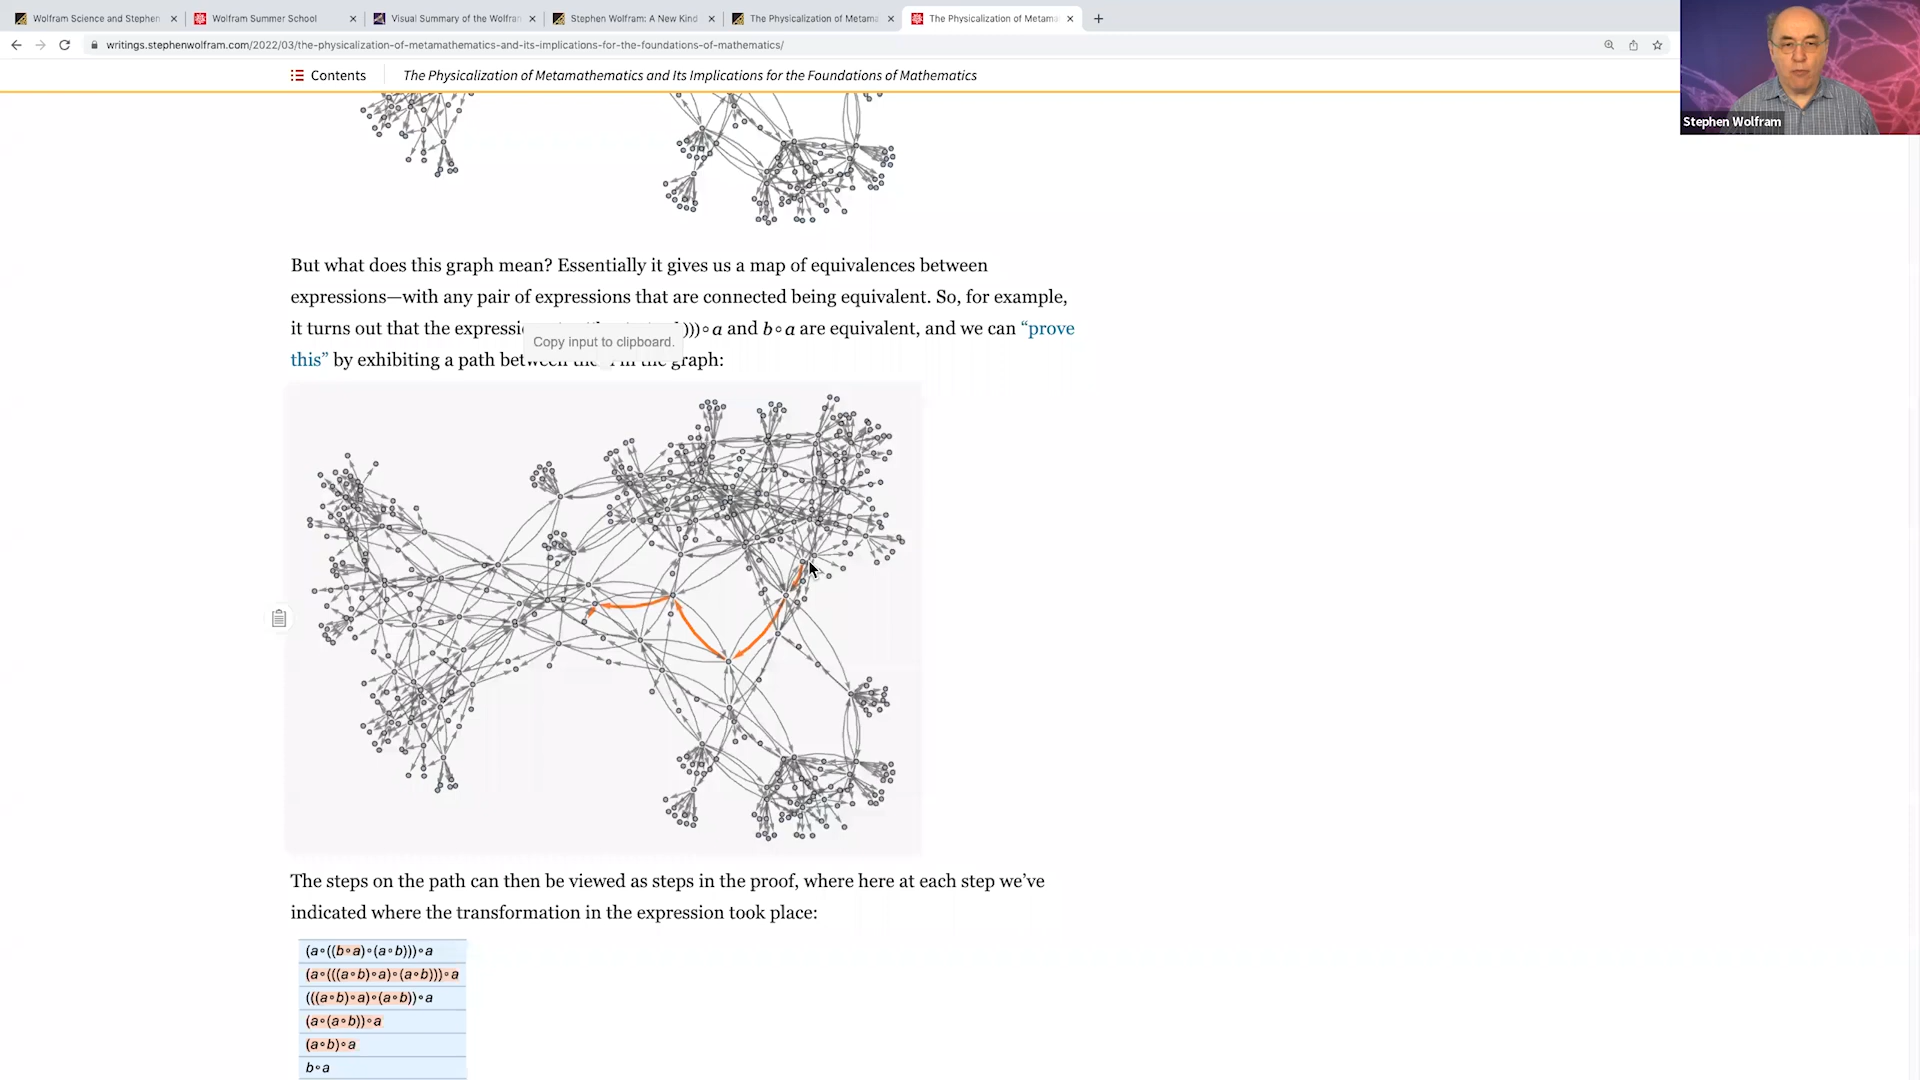 Wolfram Science and Stephen
Wolfram Summer School
Visual Summary of the Wolfran
Stephen Wolfram: A New Kind
The Physicalization of Metama
The Physicalization of Metama
writings.stephenwolfram.com/2022/03/the-physicalization-of-metamathematics-and-its-implications-for-the-foundations-of-mathematics/
Contents
The Physicalization of Metamathematics and Its Implications for the Foundations of Mathematics
Stephen Wolfram
But what does this graph mean? Essentially it gives us a map of equivalences between
expressions—with any pair of expressions that are connected being equivalent. So, for example,
it turns out that the expressi )))∘a and b∘a are equivalent, and we can “prove
Copy input to clipboard.
this” by exhibiting a path between them in the graph:
The steps on the path can then be viewed as steps in the proof, where here at each step we’ve
indicated where the transformation in the expression took place:
(a∘((b∘a)∘(a∘b)))∘a
(a∘(((a∘b)∘a)∘(a∘b)))∘a
(((a∘b)∘a)∘(a∘b))∘a
(a∘(a∘b))∘a
(a∘b)∘a
b∘a